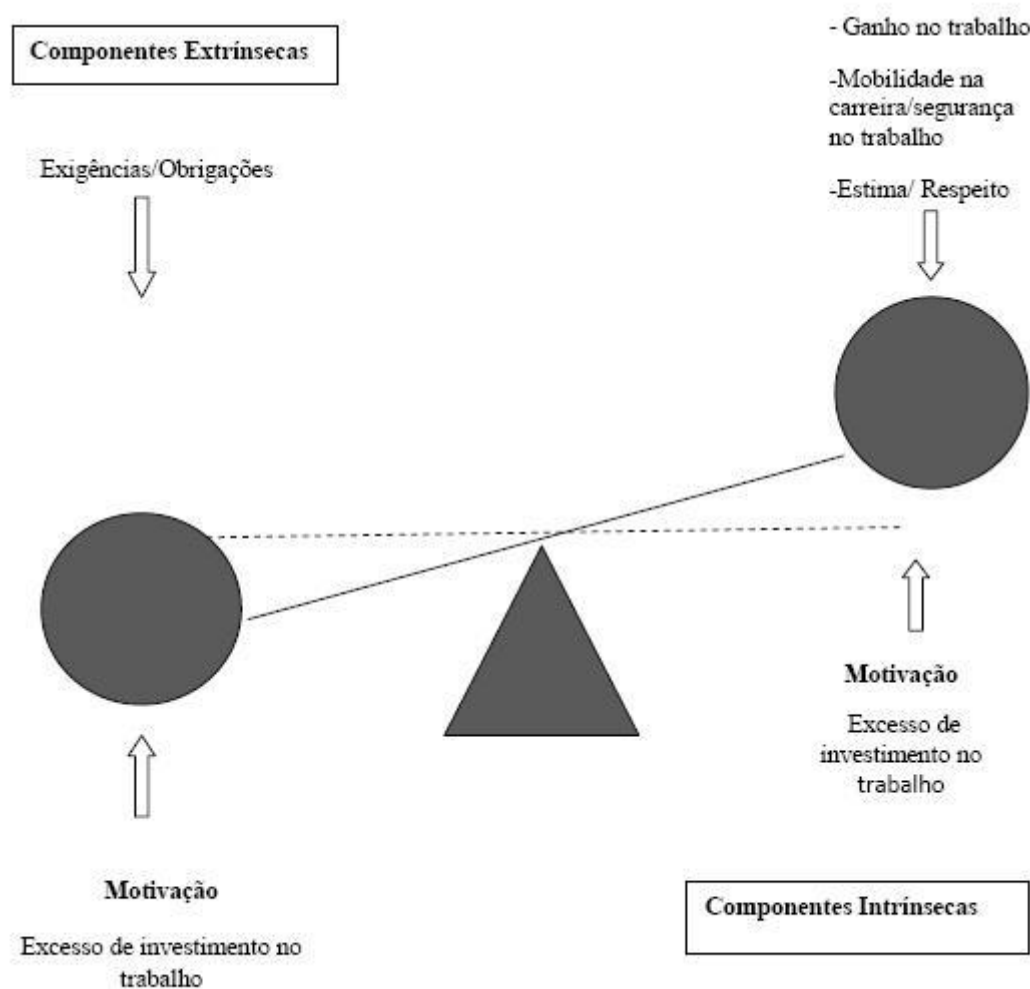 Componentes Extrínsecas
Exigências/Obrigações
- Ganho no trabalho
-Mobilidade na
carreira/segurança
no trabalho
-Estima/ Respeito
Motivação
Excesso de
investimento no
trabalho
Motivação
Excesso de investimento no
trabalho
Componentes Intrínsecas